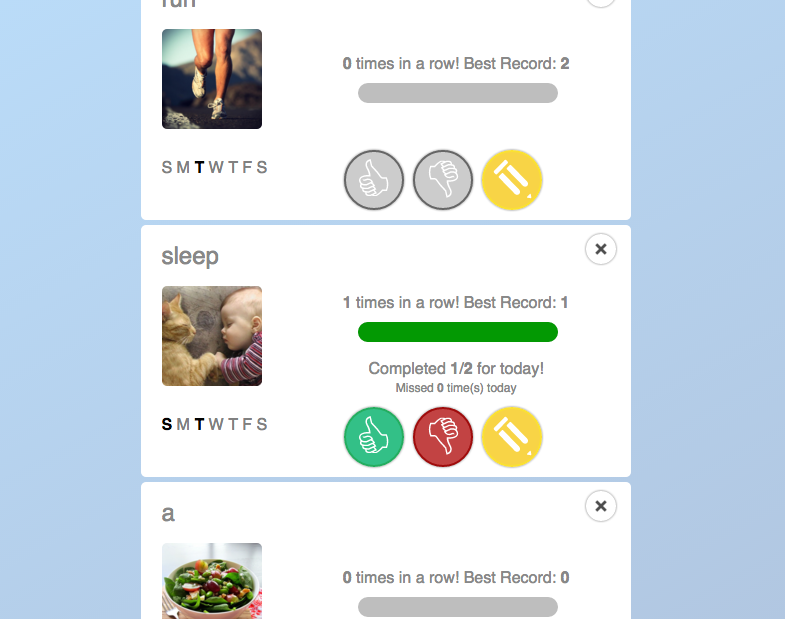 run
0 times in a row! Best Record: 2
S M T W T F S
sleep
1 times in a row! Best Record: 1
Completed 1/2 for today!
Missed 0 time(s) today
S M T W T F S
a
0 times in a row! Best Record: 0